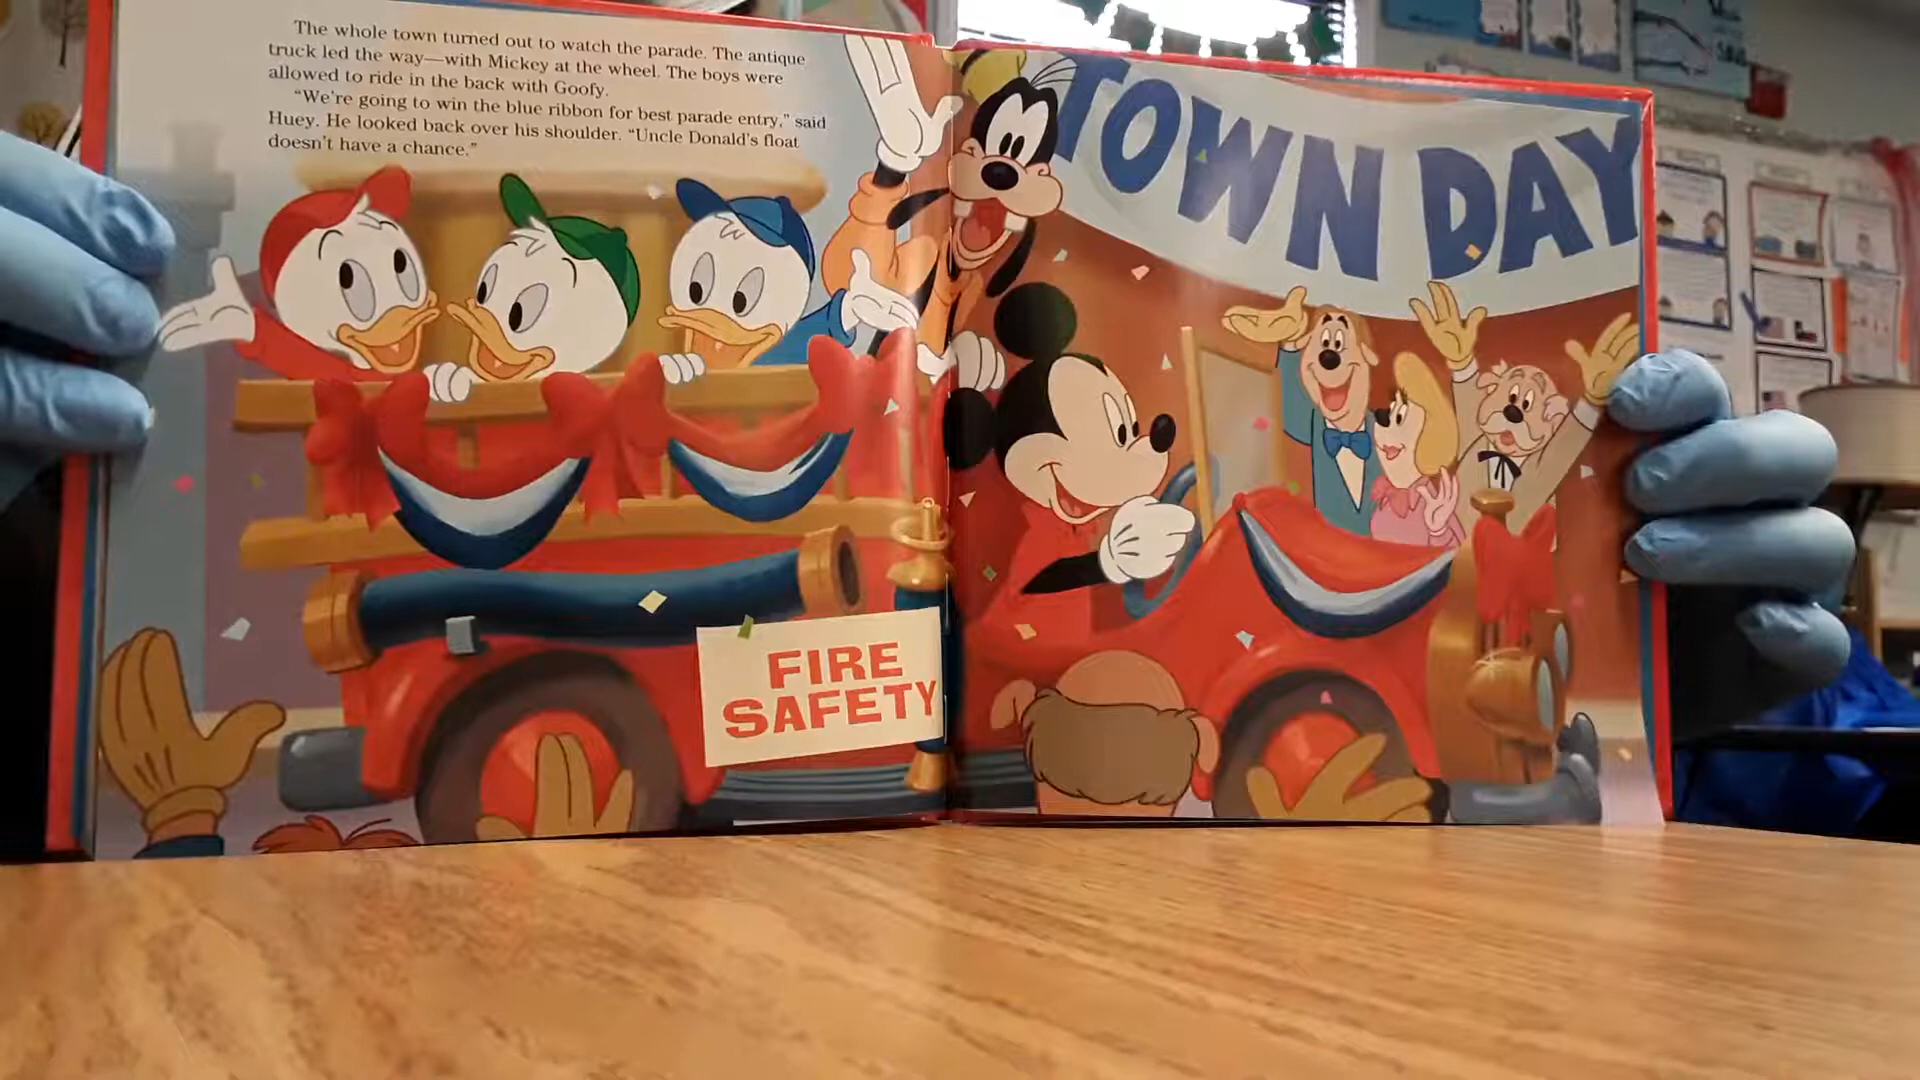 The whole town turned out to watch the parade. The antique
truck led the way—with Mickey at the wheel. The boys were
allowed to ride in the back with Goofy.
“We're going to win the blue ribbon for best parade entry,” said
Huey. He looked back over his shoulder. “Uncle Donald's float
doesn't have a chance.”
TOWN DAY
FIRE
SAFETY